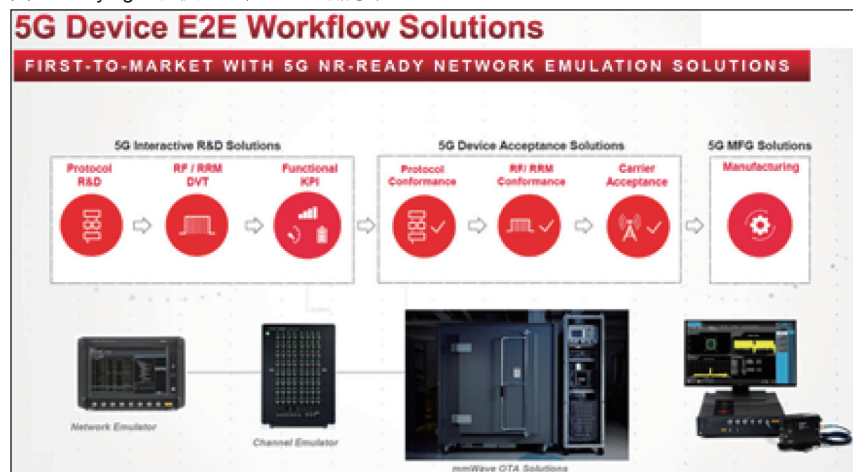 5G Device E2E Workflow Solutions
FIRST-TO-MARKET WITH 5G NR-READY NETWORK EMULATION SOLUTIONS
5G Interactive R&D Solutions
5G Device Acceptance Solutions
5G MFG Solutions
Protocol
R&D
RF / RRM
DVT
Functional
KPI
Protocol
Conformance
RF/ RRM
Conformance
Carrier
Acceptance
Manufacturing
Network Emulator
Channel Emulator
mmWave OTA Solutions